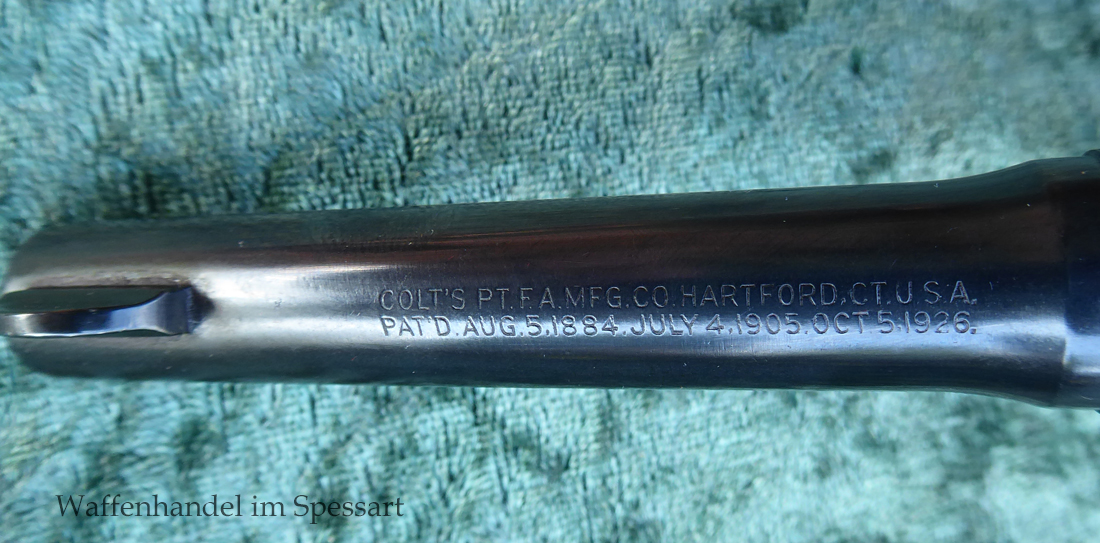 COLT'S PT.F.A.MFG.CO.HARTFORD,CT.U.S.A.
PAT'D.AUG.5,1884.JULY 4,1905.OCT 5,1926.
Waffenhandel im Spessart